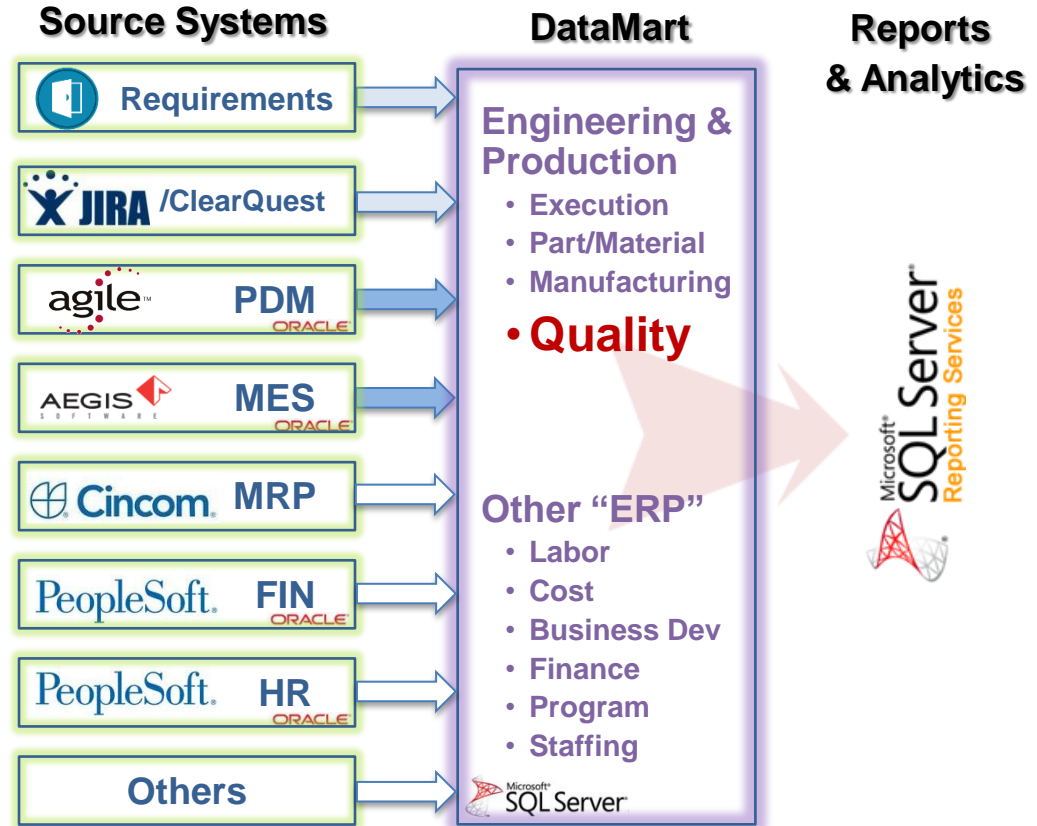 Source Systems
DataMart
Reports
& Analytics
Requirements
JIRA /ClearQuest
agile™ PDM
ORACLE
AEGIS MES
SOFTWARE ORACLE
Cincom. MRP
PeopleSoft. FIN
ORACLE
PeopleSoft. HR
ORACLE
Others
Engineering &
Production
• Execution
• Part/Material
• Manufacturing
• Quality
Other “ERP”
• Labor
• Cost
• Business Dev
• Finance
• Program
• Staffing
Microsoft®
SQL Server
Microsoft®
SQL Server
Reporting Services